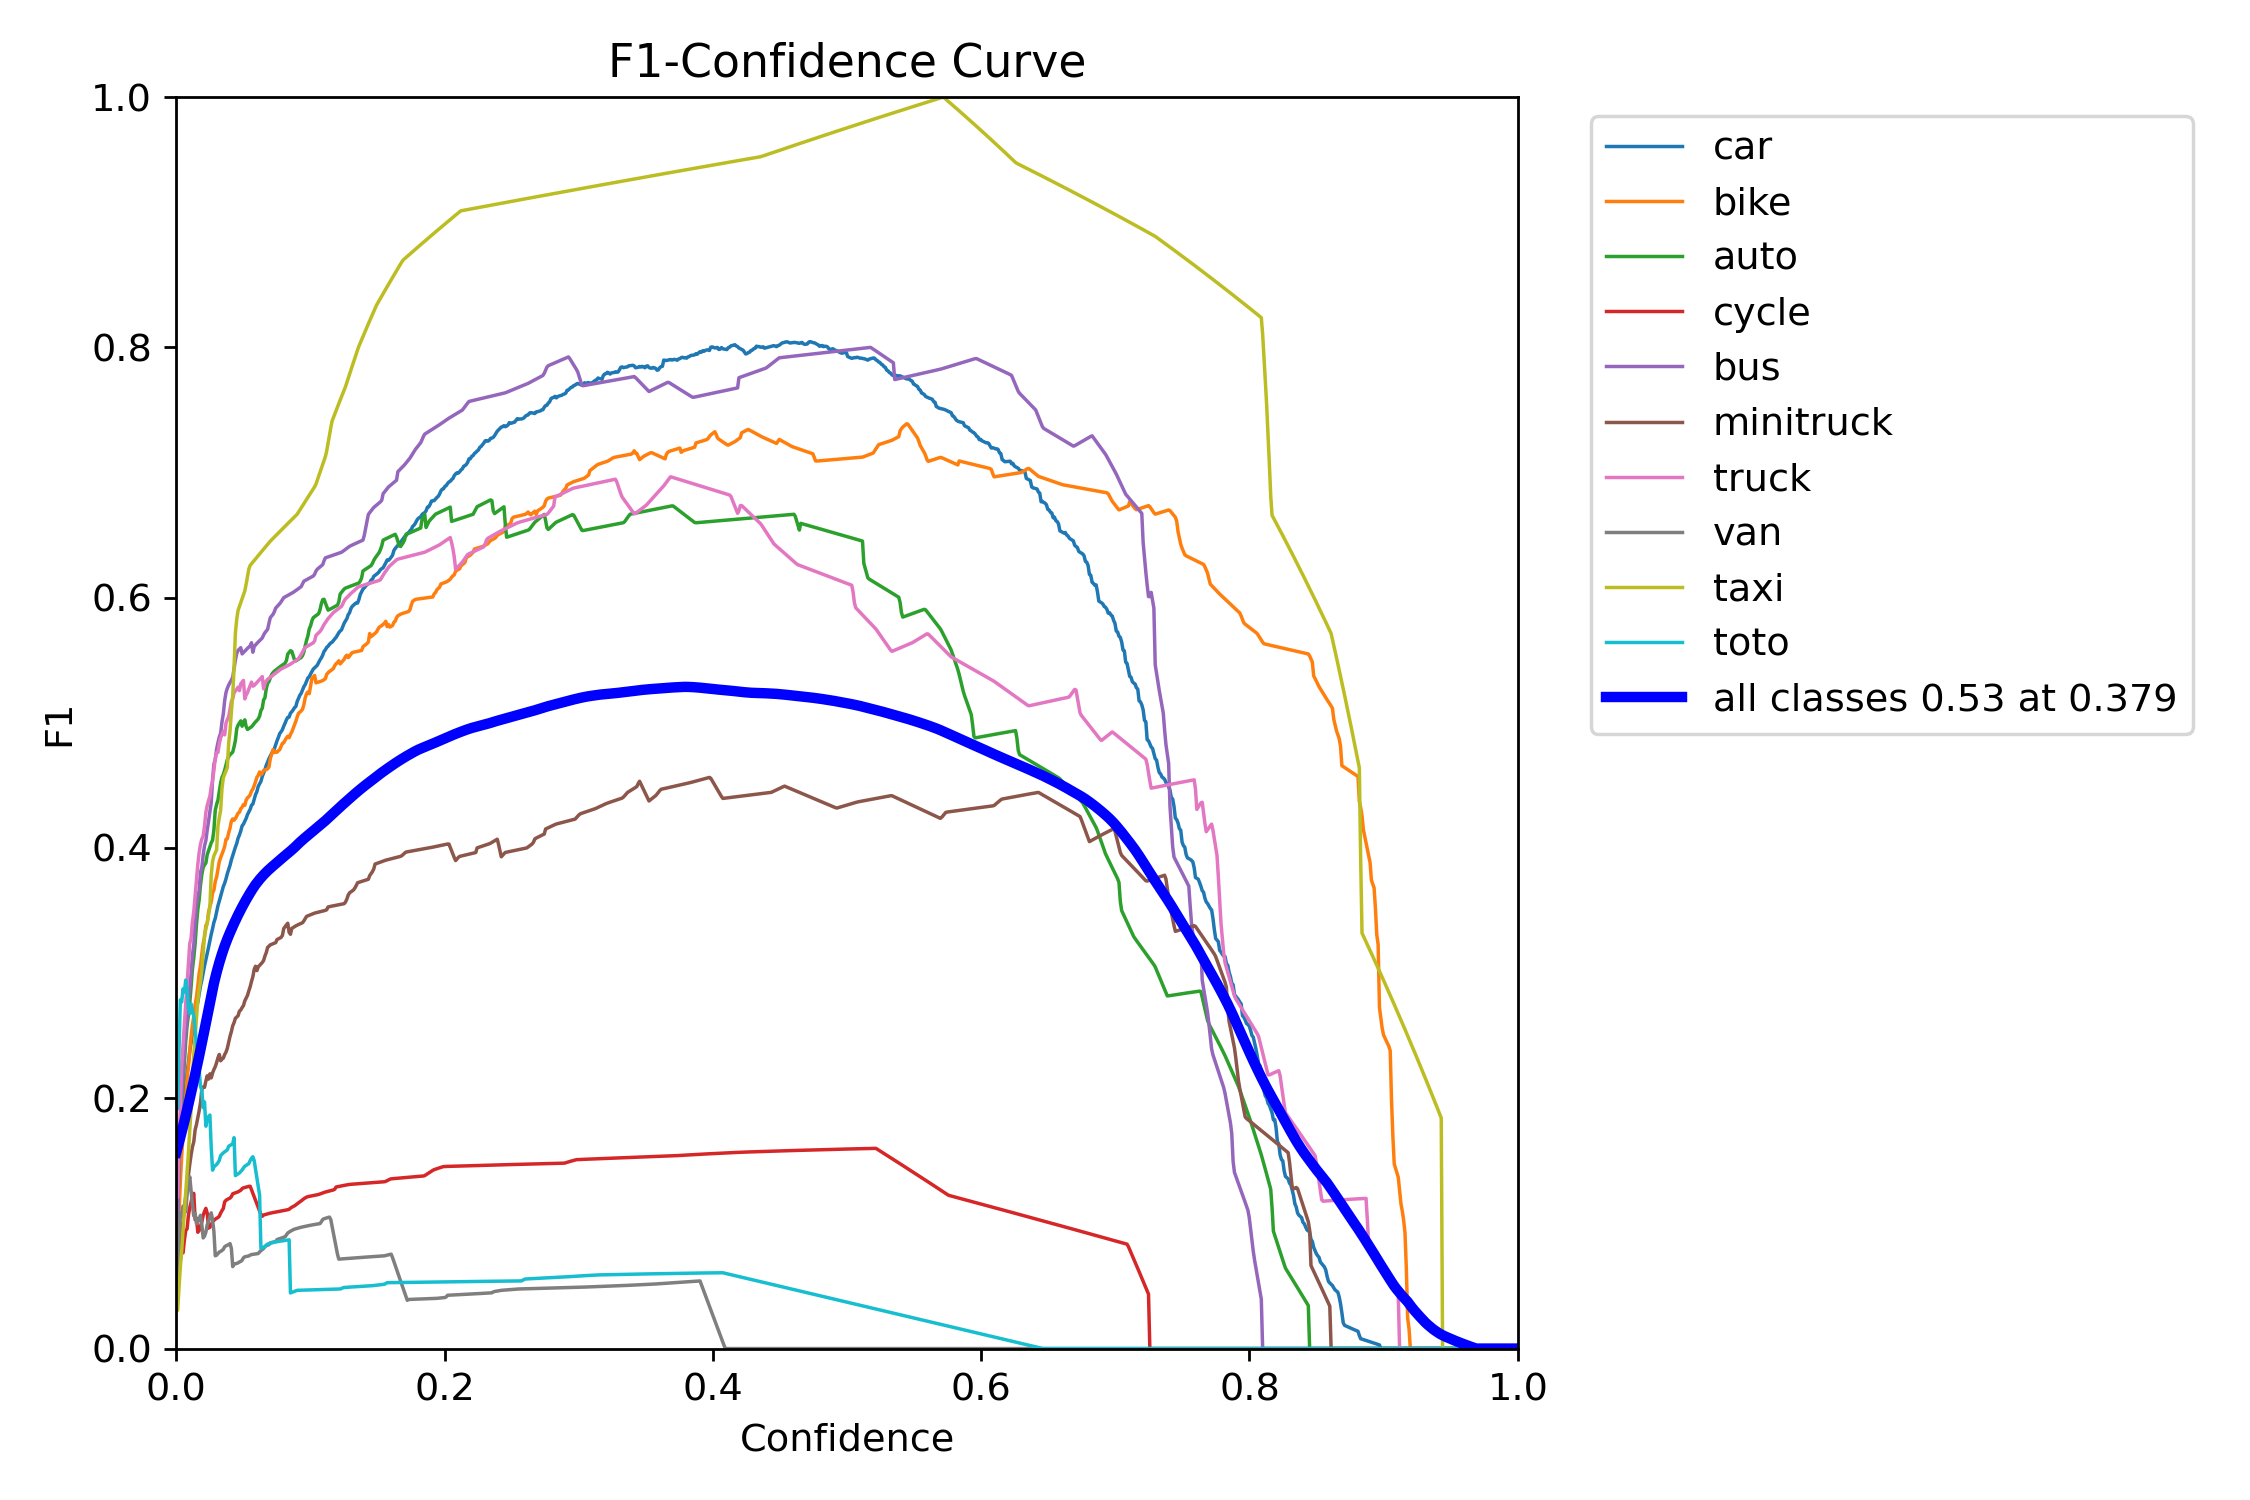 F1-Confidence Curve
1.0
0.8
0.6
0.4
0.2
0.0
F1
0.0 0.2 0.4 0.6 0.8 1.0
Confidence
car
bike
auto
cycle
bus
minitruck
truck
van
taxi
toto
all classes 0.53 at 0.379